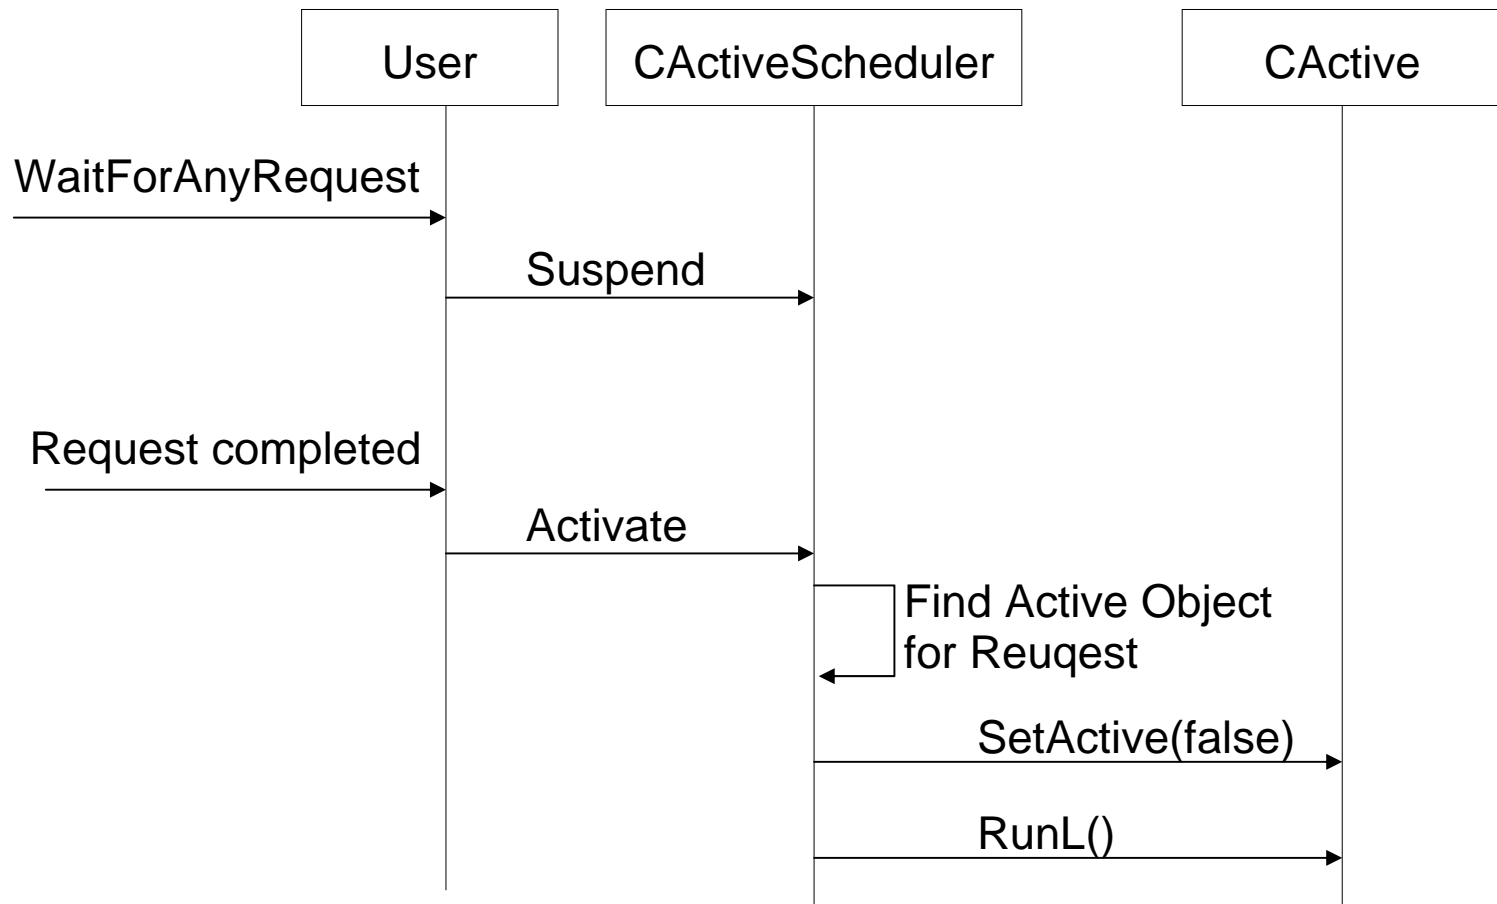 User
CActiveScheduler
CActive
WaitForAnyRequest
Suspend
Request completed
Activate
Find Active Object
for Reuqest
SetActive(false)
RunL()